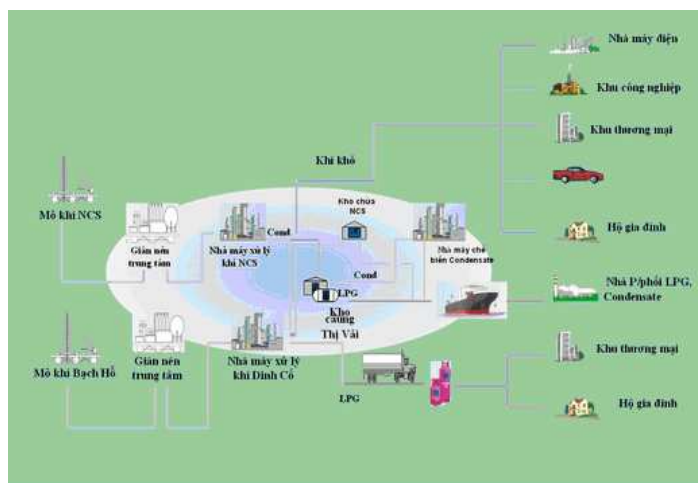 Nhà máy điện
Khu công nghiệp
Khu thương mại
Khí khô
Mỏ khí NCS
Giàn nén
trung tâm
Nhà máy xử lý
khí NCS
Cond
Kho chứa
NCS
Nhà máy chế
biến Condensate
Hộ gia đình
Cond
LPG
Kho
cảng
Thị Vải
Nhà P/phối LPG,
Condensate
Mỏ khí Bạch Hổ
Giàn nén
trung tâm
Nhà máy xử lý
khí Dinh Cố
LPG
Khu thương mại
Hộ gia đình